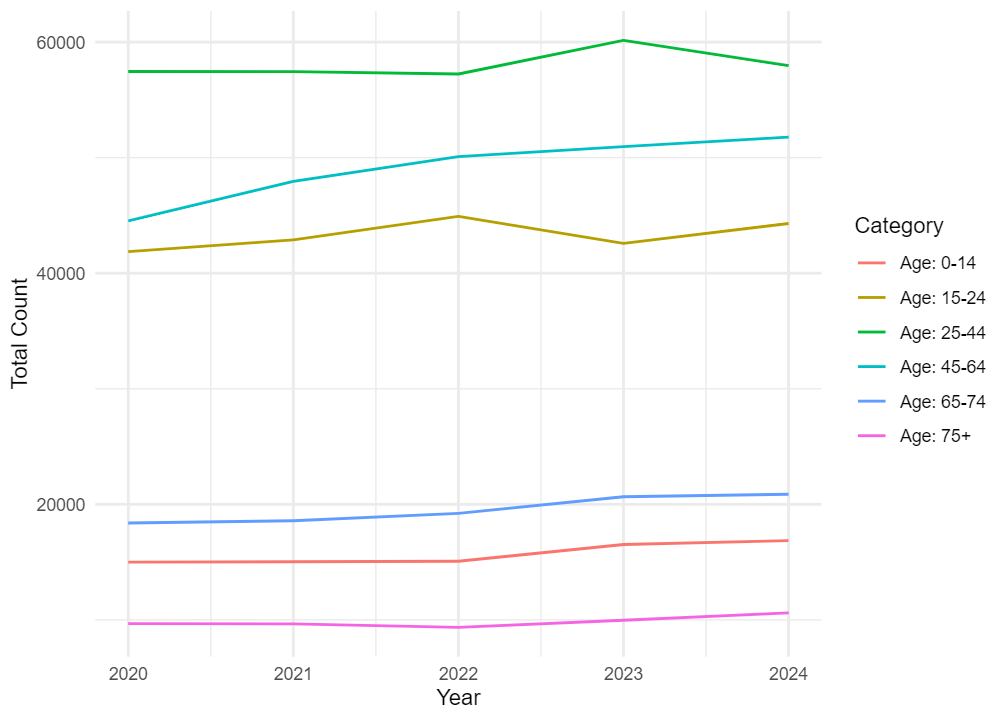 60000
40000
20000
Total Count
2020 2021 2022 2023 2024
Year
Category
Age: 0-14
Age: 15-24
Age: 25-44
Age: 45-64
Age: 65-74
Age: 75+